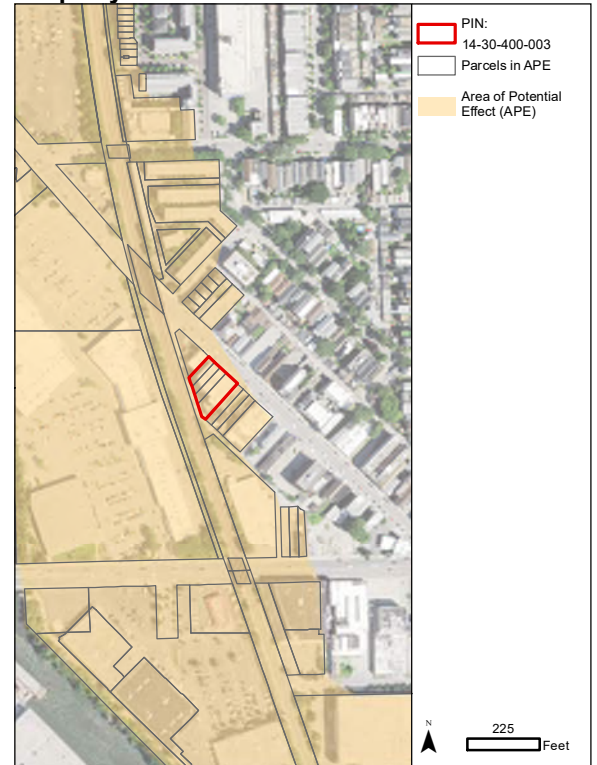 PIN:
14-30-400-003
Parcels in APE
Area of Potential
Effect (APE)
N
225
Feet